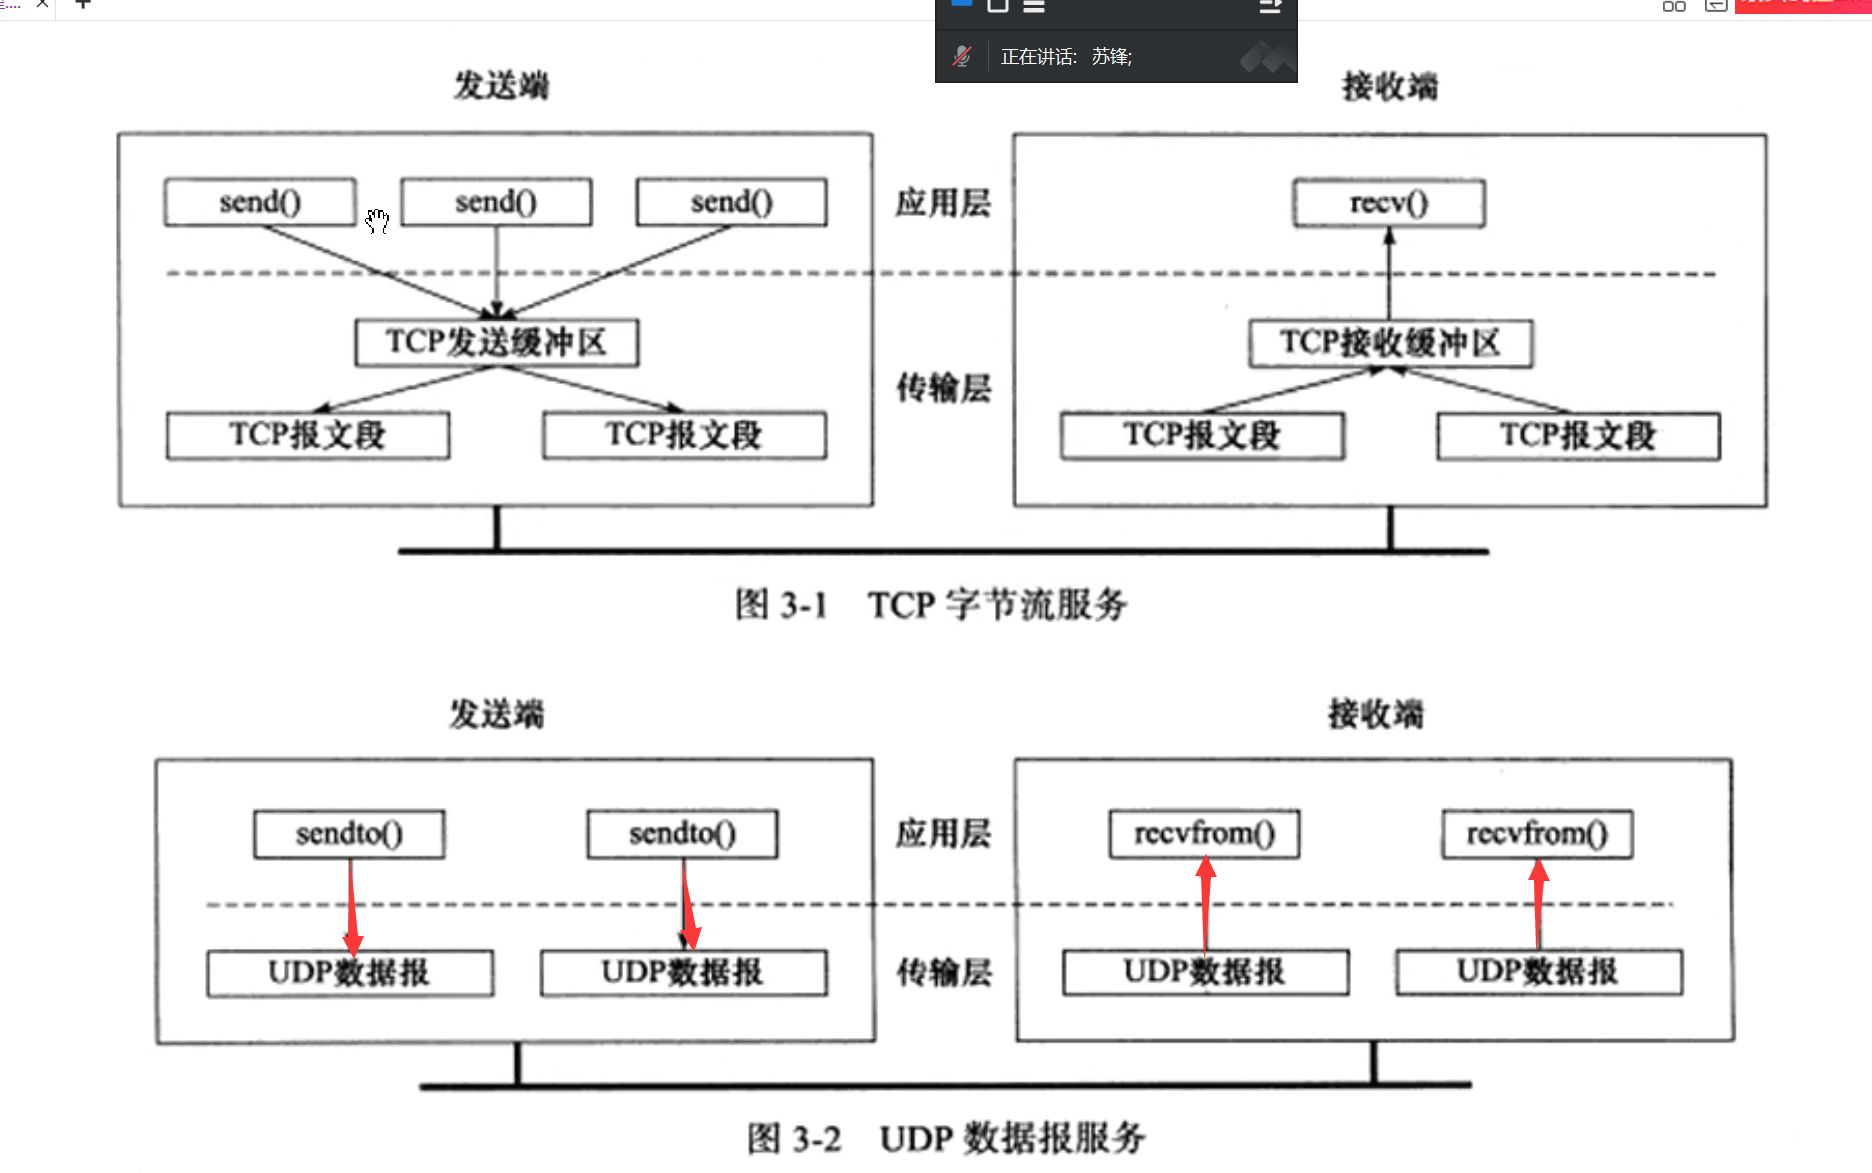 正在讲话: 苏锋;
发送端 接收端
send() send() send() 应用层 recv()
TCP发送缓冲区 TCP接收缓冲区
传输层
TCP报文段 TCP报文段 TCP报文段 TCP报文段
图 3-1 TCP 字节流服务
发送端 接收端
sendto() sendto() 应用层 recvfrom() recvfrom()
UDP数据报 UDP数据报 传输层 UDP数据报 UDP数据报
图 3-2 UDP 数据报服务